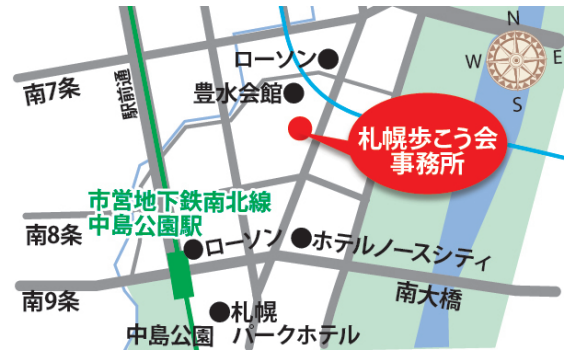 N
W
E
S
ローソン
南7条
駅前通
豊水会館
札幌歩こう会
事務所
市営地下鉄南北線
中島公園駅
南8条
ローソン
ホテルノースシティ
南9条
南大橋
札幌
パークホテル
中島公園